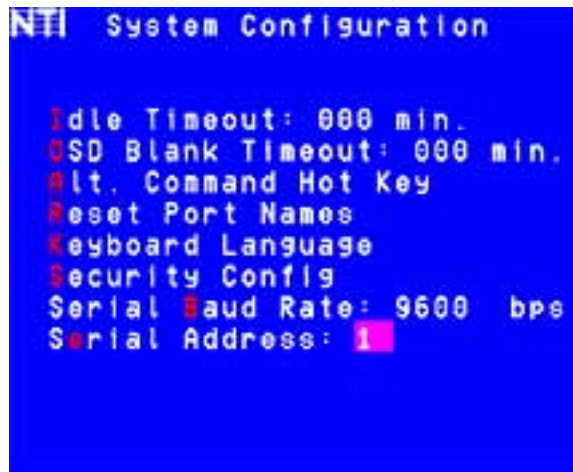 NTI System Configuration
Idle Timeout: 000 min.
OSD Blank Timeout: 000 min.
Alt. Command Hot Key
Reset Port Names
Keyboard Language
Security Config
Serial Baud Rate: 9600 bps
Serial Address: 1